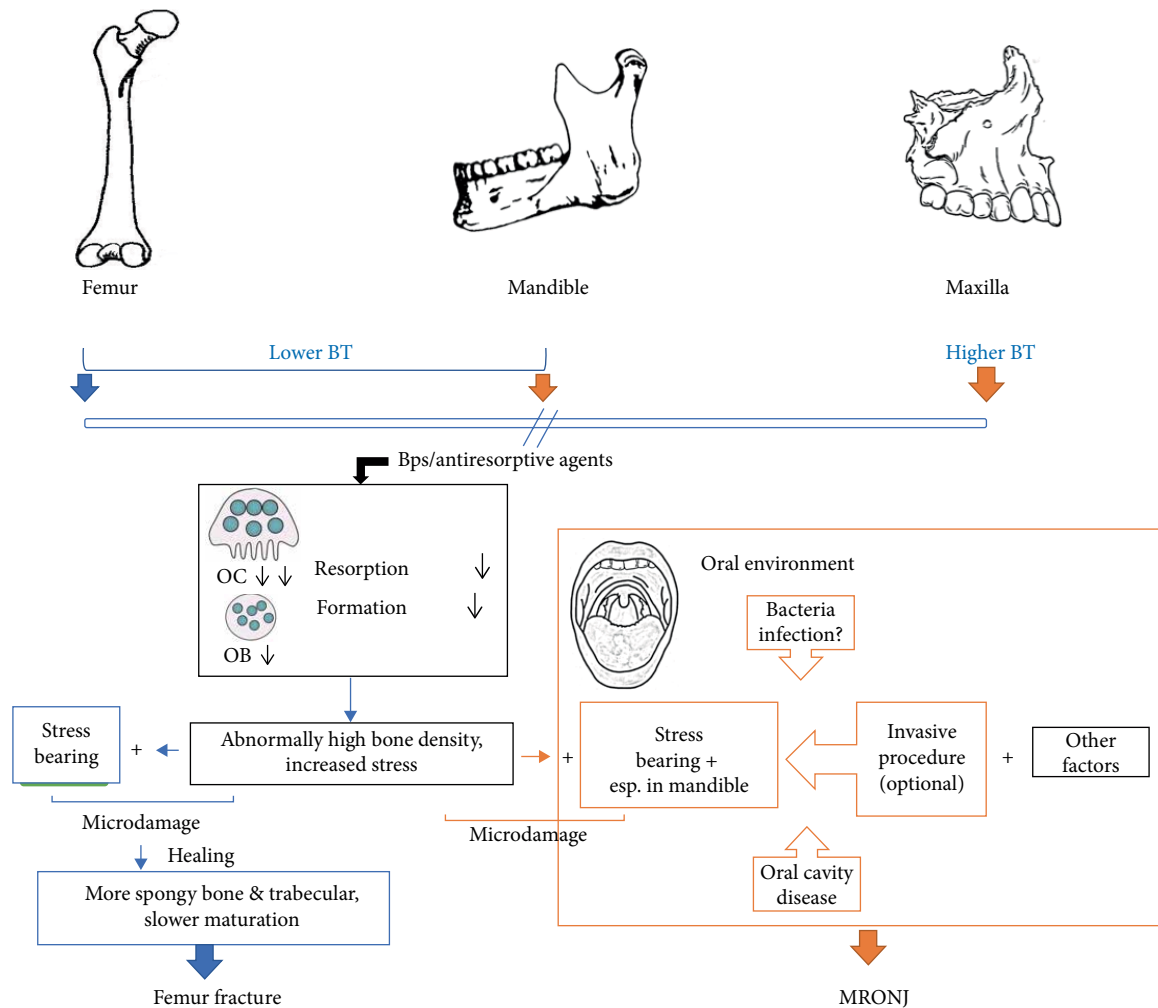 Femur
Mandible
Maxilla
Lower BT
Higher BT
Bps/antiresorptive agents
OC
Resorption
Formation
OB
Oral environment
Bacteria
infection?
Stress
bearing
+
Abnormally high bone density,
increased stress
+
Stress
bearing +
esp. in mandible
Invasive
procedure
(optional)
+
Other
factors
Microdamage
Microdamage
Healing
More spongy bone & trabecular,
slower maturation
Oral cavity
disease
Femur fracture
MRONJ